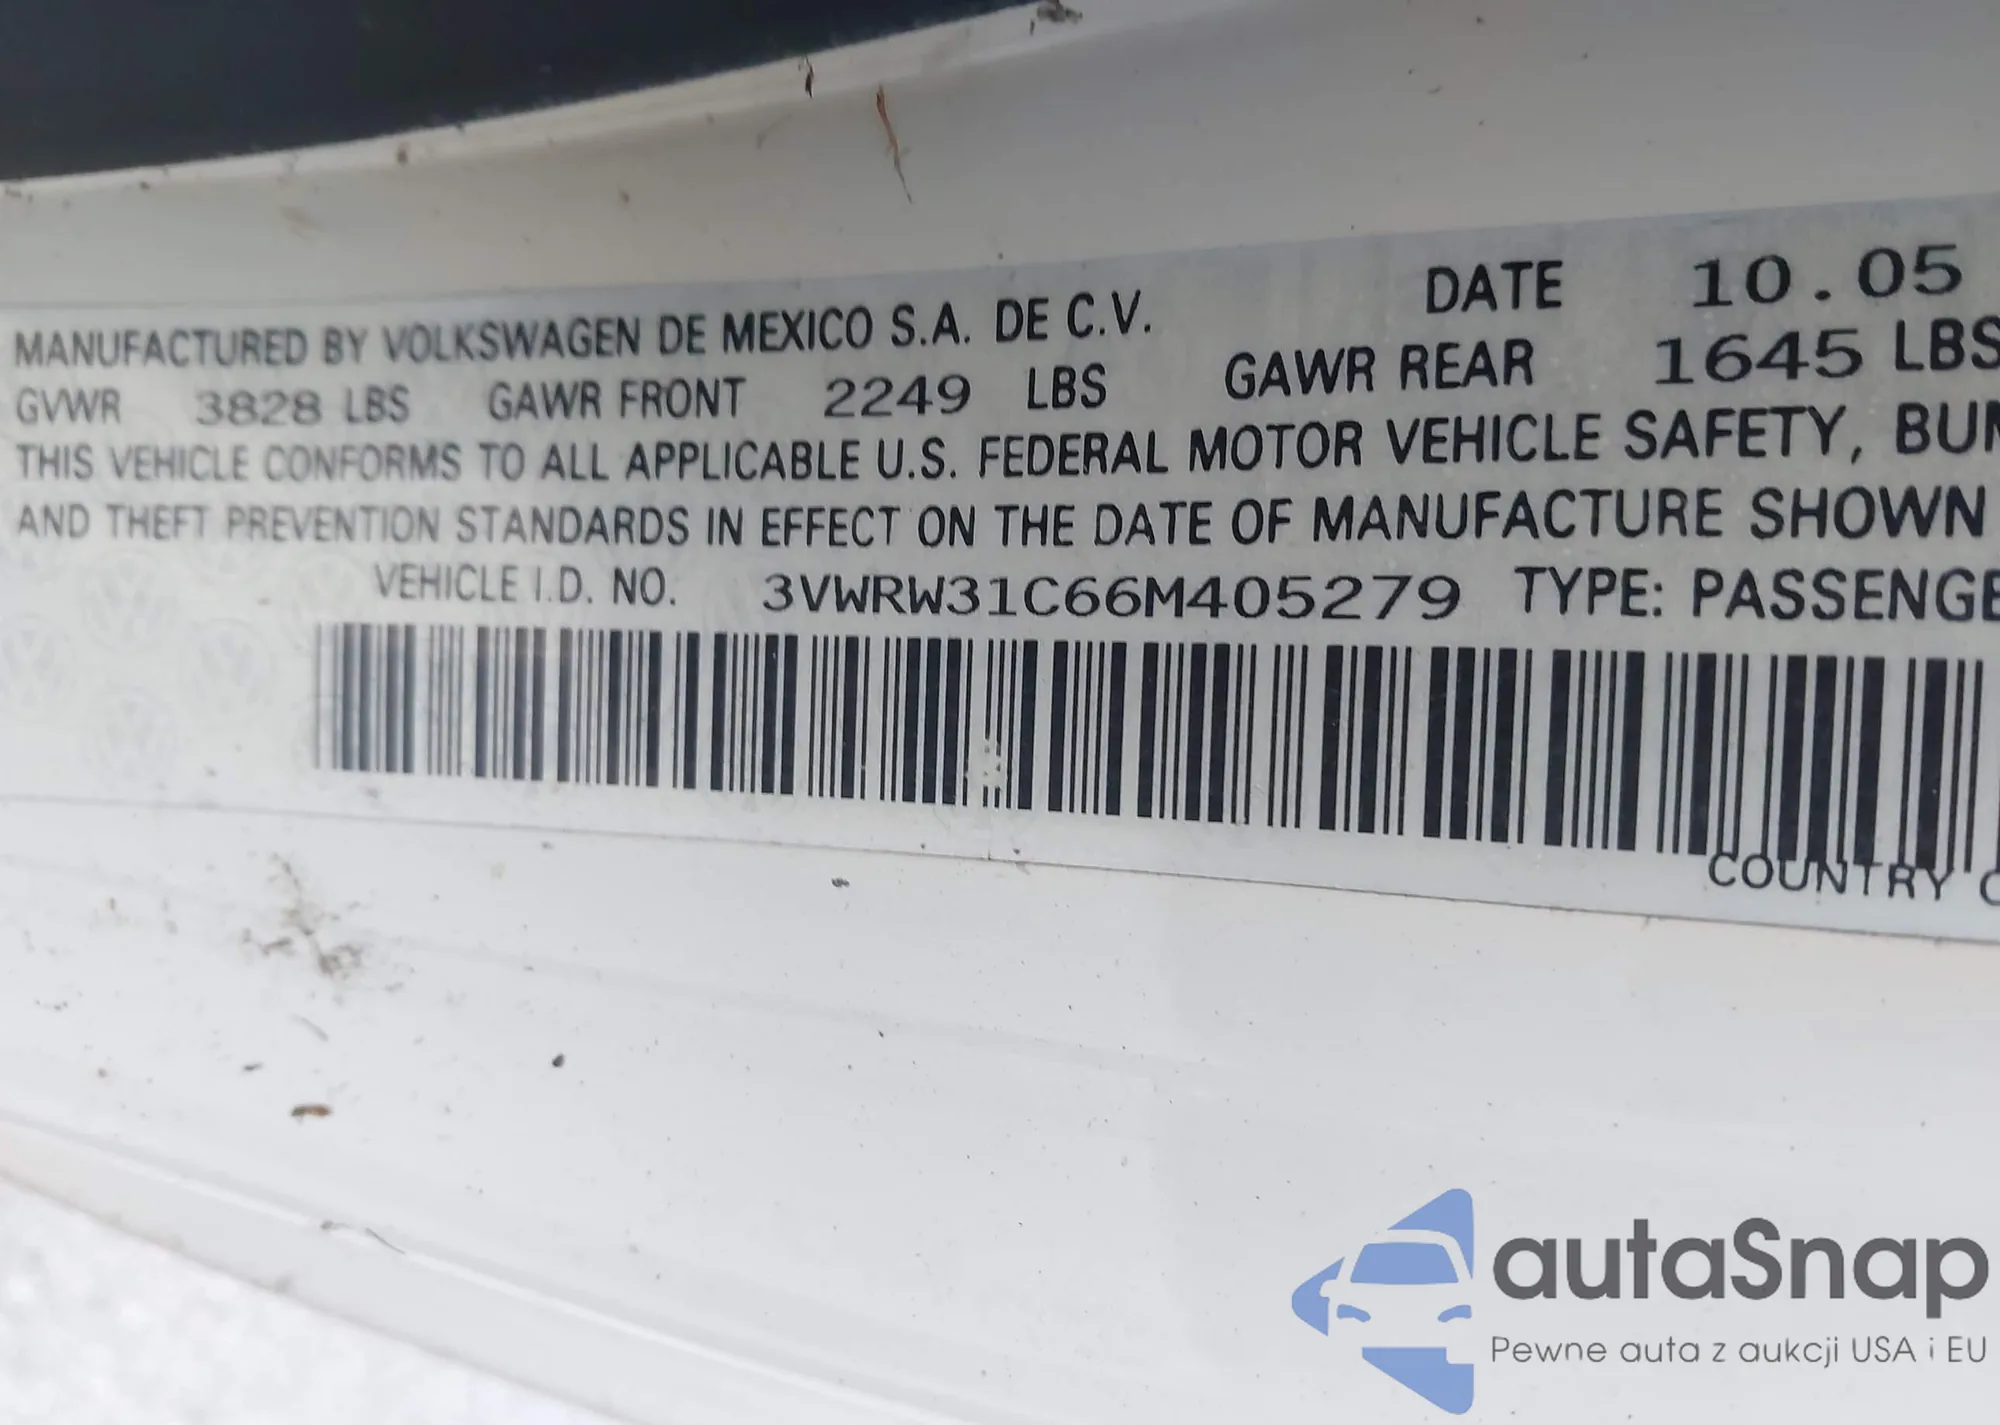 MANUFACTURED BY VOLKSWAGEN DE MEXICO S.A. DE C.V. DATE 10.05
GVWR 3828 LBS GAWR FRONT 2249 LBS GAWR REAR 1645 LBS
THIS VEHICLE CONFORMS TO ALL APPLICABLE U.S. FEDERAL MOTOR VEHICLE SAFETY,
AND THEFT PREVENTION STANDARDS IN EFFECT ON THE DATE OF MANUFACTURE SHOWN
VEHICLE I.D. NO. 3VWRW31C66M405279 TYPE: PASSENGE
COUNTRY
autaSnap
Pewne auta z aukcji USA i EU